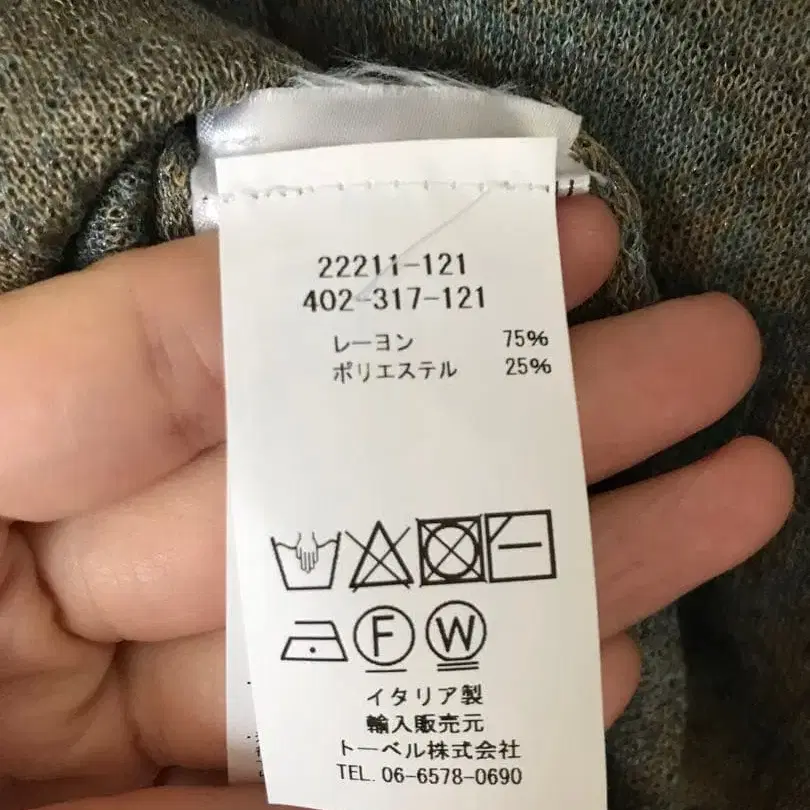 22211-121
402-317-121
レーヨン 75%
ポリエステル 25%
F W
イタリア製
輸入販売元
トーベル株式会社
TEL. 06-6578-0690